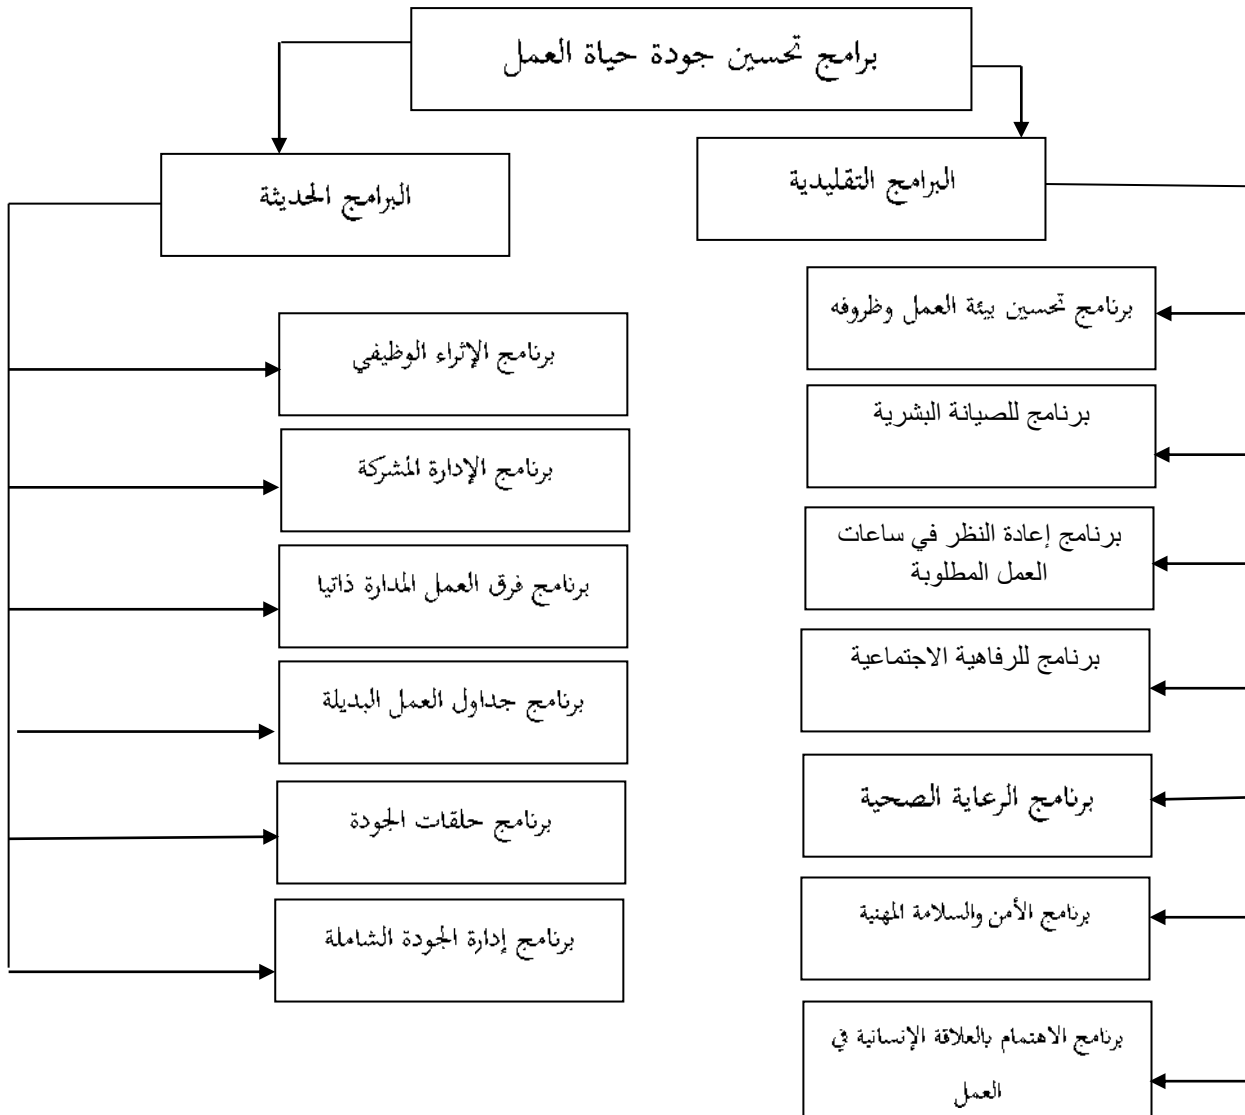 برامج تحسين جودة حياة العمل
البرامج التقليدية
البرامج الحديثة
برنامج تحسين بيئة العمل وظروفه
برنامج للصيانة البشرية
برنامج إعادة النظر في ساعات
العمل المطلوبة
برنامج للرفاهية الاجتماعية
برنامج الرعاية الصحية
برنامج الأمن والسلامة المهنية
برنامج الاهتمام بالعلاقة الإنسانية في
العمل
برنامج الإثراء الوظيفي
برنامج الإدارة المشركة
برنامج فرق العمل المدارة ذاتيا
برنامج جداول العمل البديلة
برنامج حلقات الجودة
برنامج إدارة الجودة الشاملة